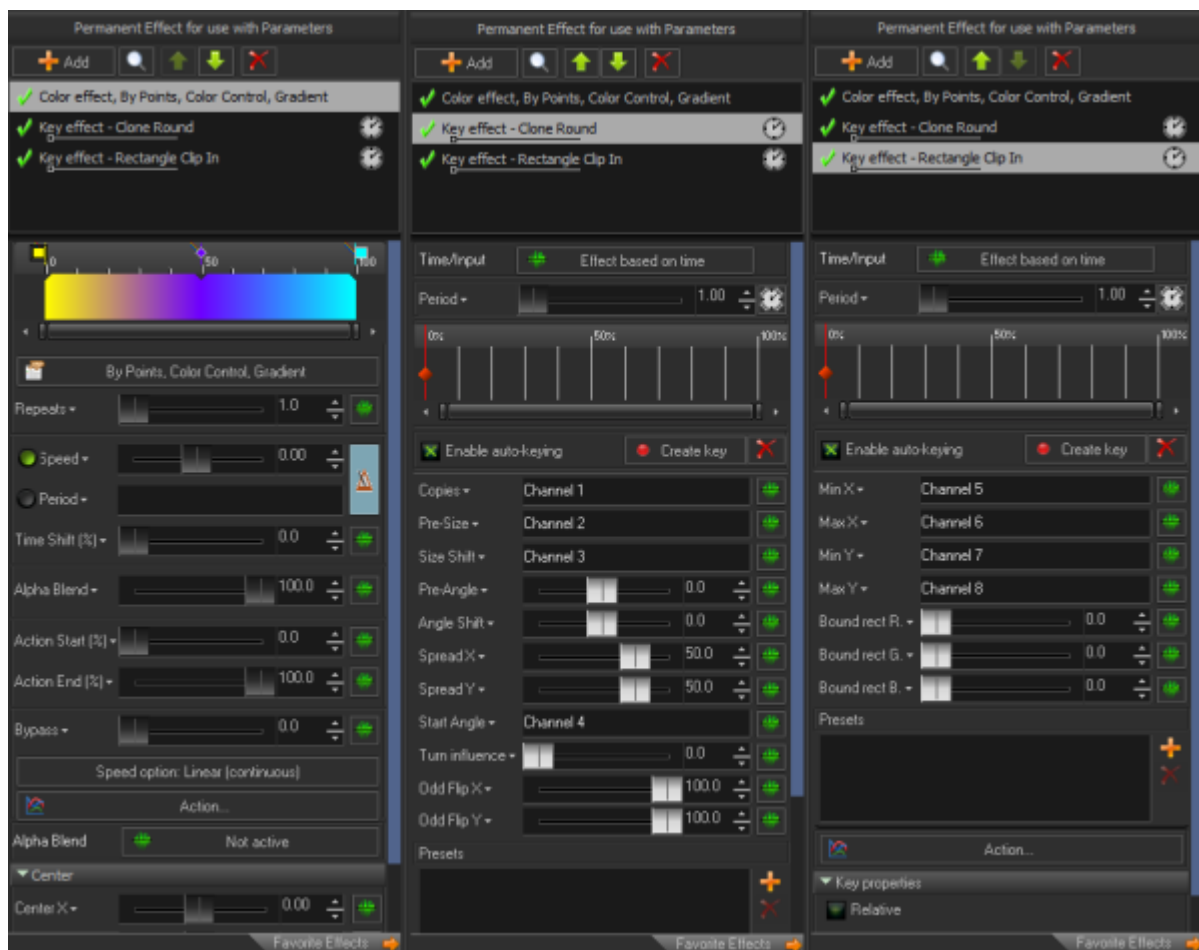 Permanent Effect for use with Parameters
Add
Color effect, By Points, Color Control, Gradient
Key effect - Clone Round
Key effect - Rectangle Clip In
0
50
100
By Points, Color Control, Gradient
Repeats
1.0
Speed
0.00
Period
Time Shift [%]
0.0
Alpha Blend
100.0
Action Start [%]
0.0
Action End [%]
100.0
Bypass
0.0
Speed option: Linear (continuous)
Action...
Alpha Blend
Not active
Center
Center X
0.00
Favorite Effects
Permanent Effect for use with Parameters
Add
Color effect, By Points, Color Control, Gradient
Key effect - Clone Round
Key effect - Rectangle Clip In
Time/Input
Effect based on time
Period
1.00
0%
50%
100%
Enable auto-keying
Create key
Copies
Channel 1
Pre-Size
Channel 2
Size Shift
Channel 3
Pre-Angle
0.0
Angle Shift
0.0
Spread X
50.0
Spread Y
50.0
Start Angle
Channel 4
Turn influence
0.0
Odd Flip X
100.0
Odd Flip Y
100.0
Presets
Favorite Effects
Permanent Effect for use with Parameters
Add
Color effect, By Points, Color Control, Gradient
Key effect - Clone Round
Key effect - Rectangle Clip In
Time/Input
Effect based on time
Period
1.00
0%
50%
100%
Enable auto-keying
Create key
Min X
Channel 5
Max X
Channel 6
Min Y
Channel 7
Max Y
Channel 8
Bound rect R.
0.0
Bound rect G.
0.0
Bound rect B.
0.0
Presets
Action...
Key properties
Relative
Favorite Effects